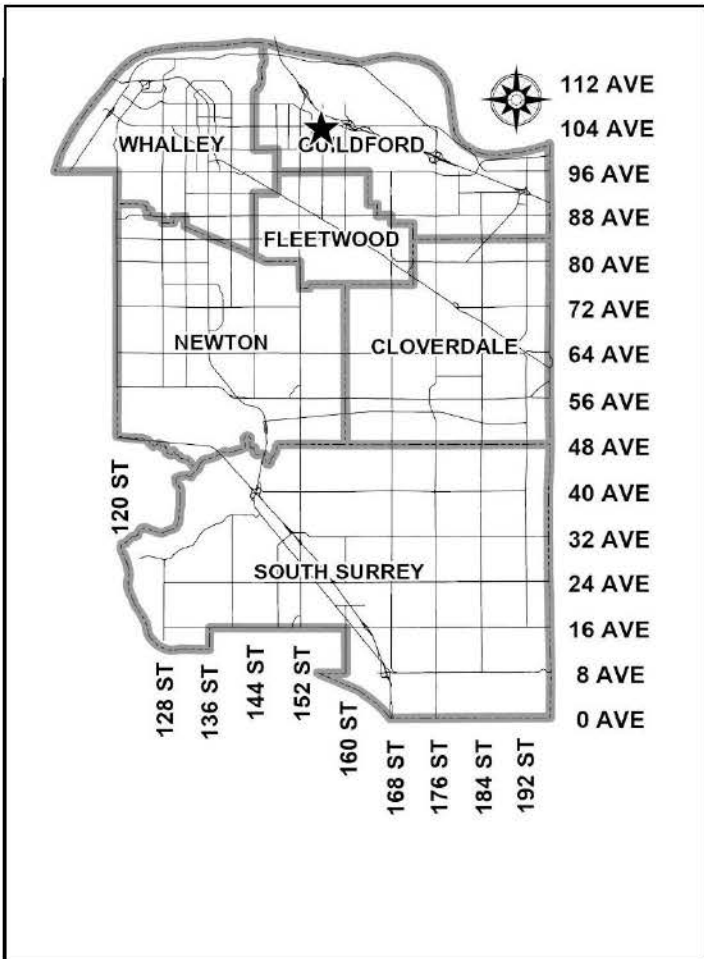 112 AVE
104 AVE
WHALLEY
GUILDFORD
96 AVE
88 AVE
FLEETWOOD
80 AVE
72 AVE
NEWTON
CLOVERDALE
64 AVE
56 AVE
48 AVE
120 ST
40 AVE
32 AVE
SOUTH SURREY
24 AVE
16 AVE
8 AVE
128 ST
136 ST
144 ST
152 ST
160 ST
0 AVE
168 ST
176 ST
184 ST
192 ST